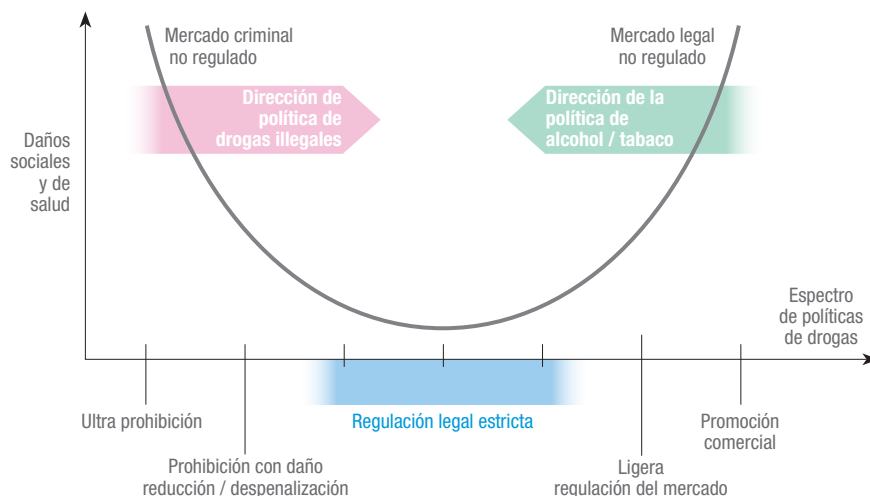 Mercado criminal
no regulado
Mercado legal
no regulado
Dirección de
política de
drogas illegales
Dirección de la
política de
alcohol / tabaco
Daños
sociales
y de
salud
Espectro
de políticas
de drogas
Ultra prohibición
Regulación legal estricta
Promoción
comercial
Prohibición con daño
reducción / despenalización
Ligera
regulación del mercado